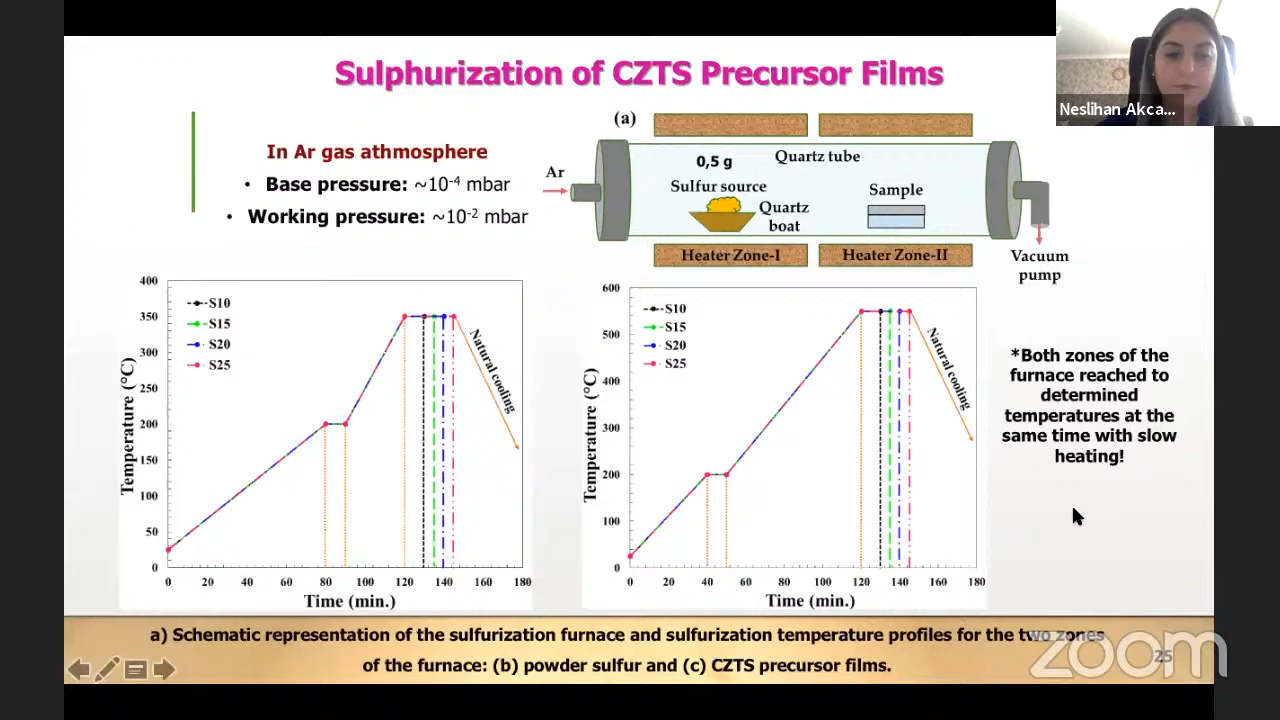 Sulphurization of CZTS Precursor Films
Neslihan Akca...
In Ar gas athmosphere
• Base pressure: ~10-4 mbar
• Working pressure: ~10-2 mbar
(a)
Ar
0,5 g
Quartz tube
Sulfur source
Quartz
boat
Sample
Heater Zone-I
Heater Zone-II
Vacuum
pump
400
350
300
250
200
150
100
50
0
Temperature (°C)
S10
S15
S20
S25
Natural cooling
0 20 40 60 80 100 120 140 160 180
Time (min.)
600
500
400
300
200
100
0
Temperature (°C)
S10
S15
S20
S25
Natural cooling
0 20 40 60 80 100 120 140 160 180
Time (min.)
*Both zones of the
furnace reached to
determined
temperatures at the
same time with slow
heating!
a) Schematic representation of the sulfurization furnace and sulfurization temperature profiles for the two zones
of the furnace: (b) powder sulfur and (c) CZTS precursor films.
25
zoom